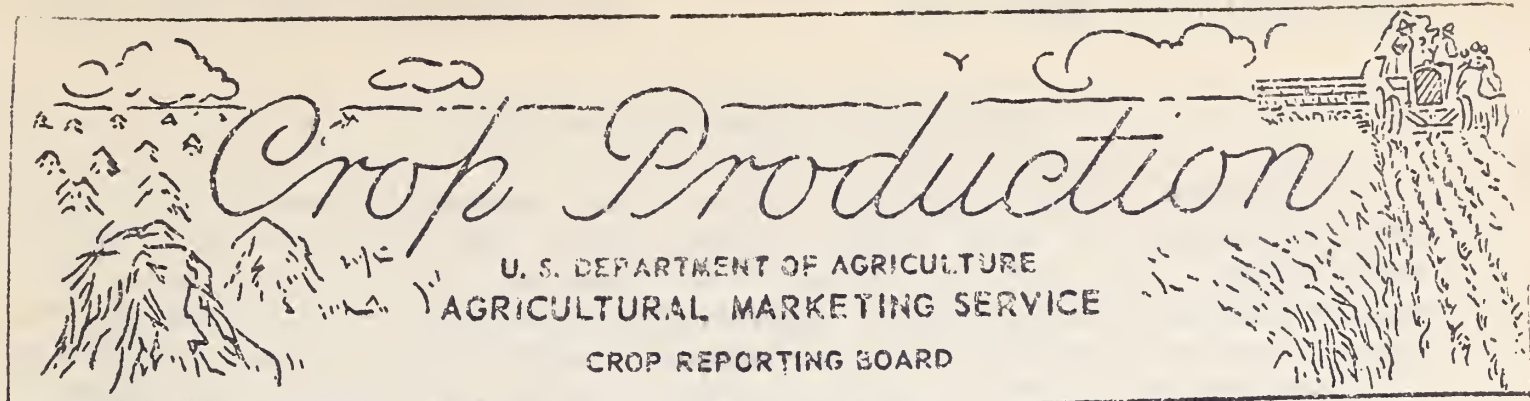 Crop Production
U. S. DEPARTMENT OF AGRICULTURE
AGRICULTURAL MARKETING SERVICE
CROP REPORTING BOARD